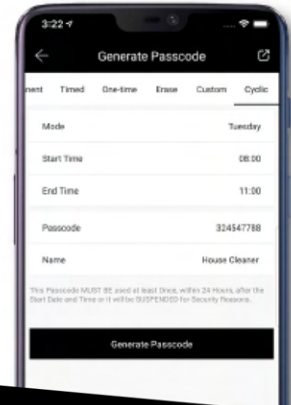 3:22
Generate Passcode
nent Timed One-time Erase Custom Cyclic
Mode Tuesday
Start Time 08:00
End Time 11:00
Passcode 324547788
Name House Cleaner
This Passcode MUST BE used at least Once, within 24 Hours, after the
Start Date and Time or it will be SUSPENDED for Security Reasons.
Generate Passcode